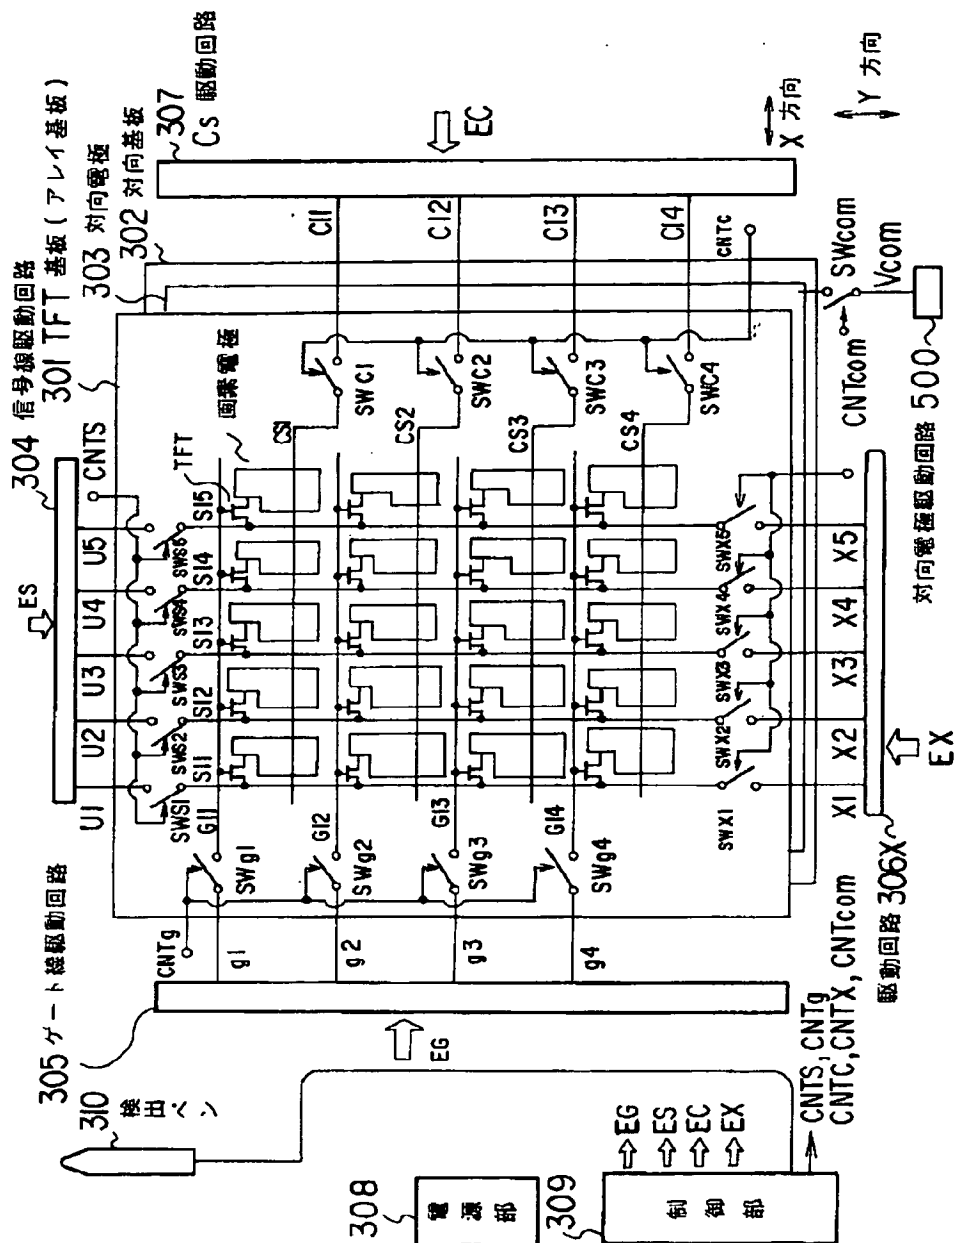 304 信号線駆動回路
301 TFT 基板(アレイ基板)
303 対向電極
302 対向基板
307
Cs 駆動回路
ES
CNTS
U1
U2
U3
U4
U5
SWS1
SWS2
SWS3
SWS4
SWS5
S11
S12
S13
S14
S15
TFT
画素電極
305 ゲート線駆動回路
310
検出ペン
CNTg
g1
g2
g3
g4
SWg1
SWg2
SWg3
SWg4
G11
G12
G13
G14
EG
CS1
CS2
CS3
CS4
SWC1
SWC2
SWC3
SWC4
C11
C12
C13
C14
CNTc
EC
X 方向
Y 方向
SWX1
SWX2
SWX3
SWX4
SWX5
X1
X2
X3
X4
X5
EX
駆動回路 306X
SWcom
Vcom
CNTcom
対向電極駆動回路 500
308
電源部
309
制御部
EG
ES
EC
EX
CNTS, CNTg
CNTC, CNTX, CNTcom